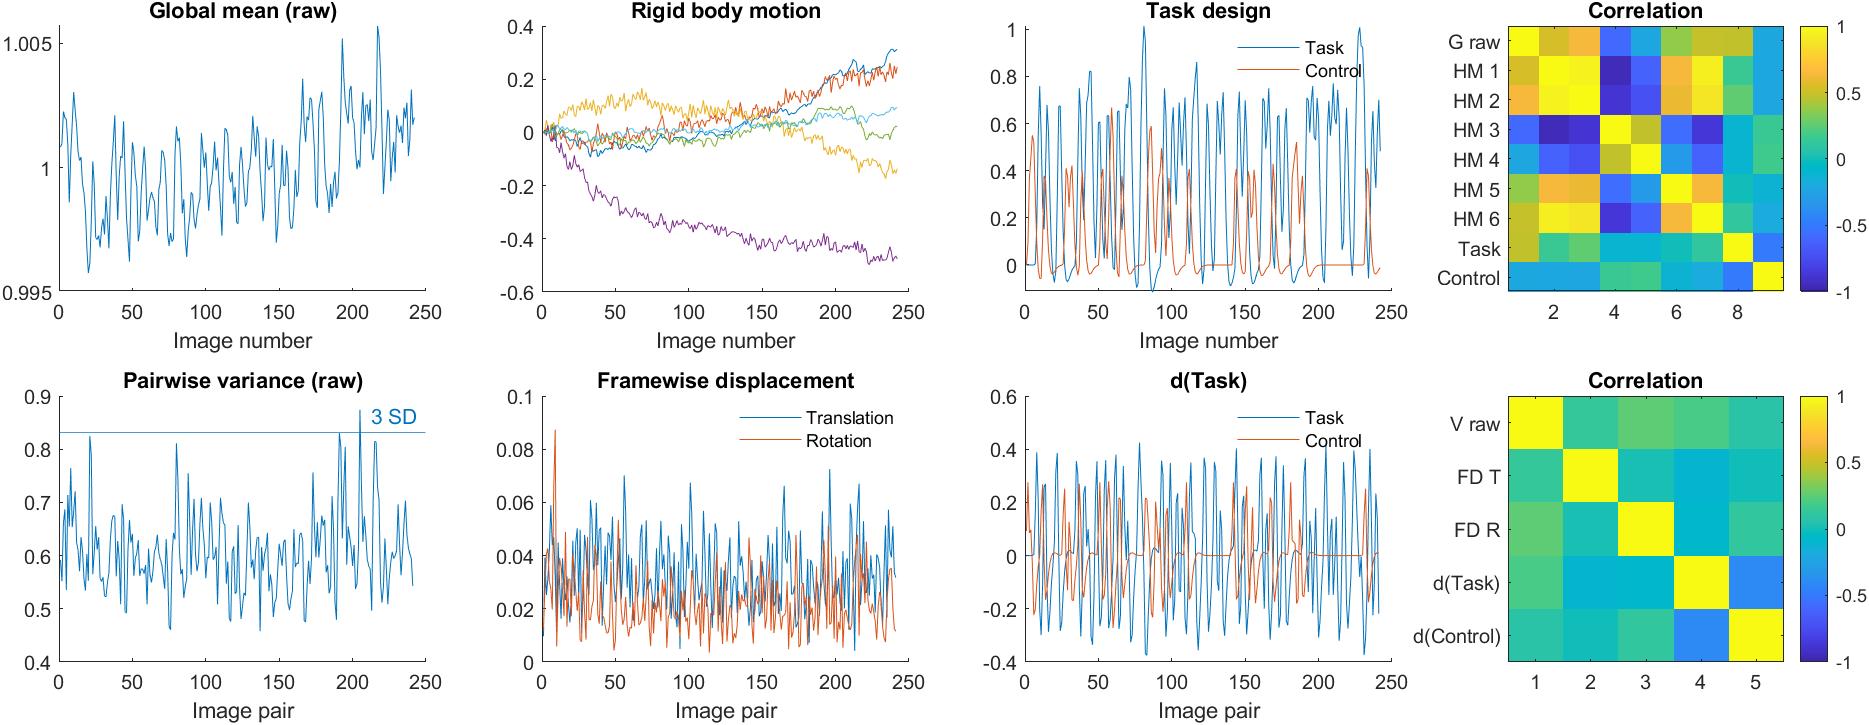 Global mean (raw)
1.005
1
0.995
0 50 100 150 200 250
Image number
Rigid body motion
0.4
0.2
0
-0.2
-0.4
-0.6
0 50 100 150 200 250
Image number
Task design
Task
Control
1
0.8
0.6
0.4
0.2
0
0 50 100 150 200 250
Image number
Correlation
G raw
HM 1
HM 2
HM 3
HM 4
HM 5
HM 6
Task
Control
2 4 6 8
1
0.5
0
-0.5
-1
Pairwise variance (raw)
3 SD
0.9
0.8
0.7
0.6
0.5
0.4
0 50 100 150 200 250
Image pair
Framewise displacement
Translation
Rotation
0.1
0.08
0.06
0.04
0.02
0
0 50 100 150 200 250
Image pair
d(Task)
Task
Control
0.6
0.4
0.2
0
-0.2
-0.4
0 50 100 150 200 250
Image pair
Correlation
V raw
FD T
FD R
d(Task)
d(Control)
1 2 3 4 5
1
0.5
0
-0.5
-1